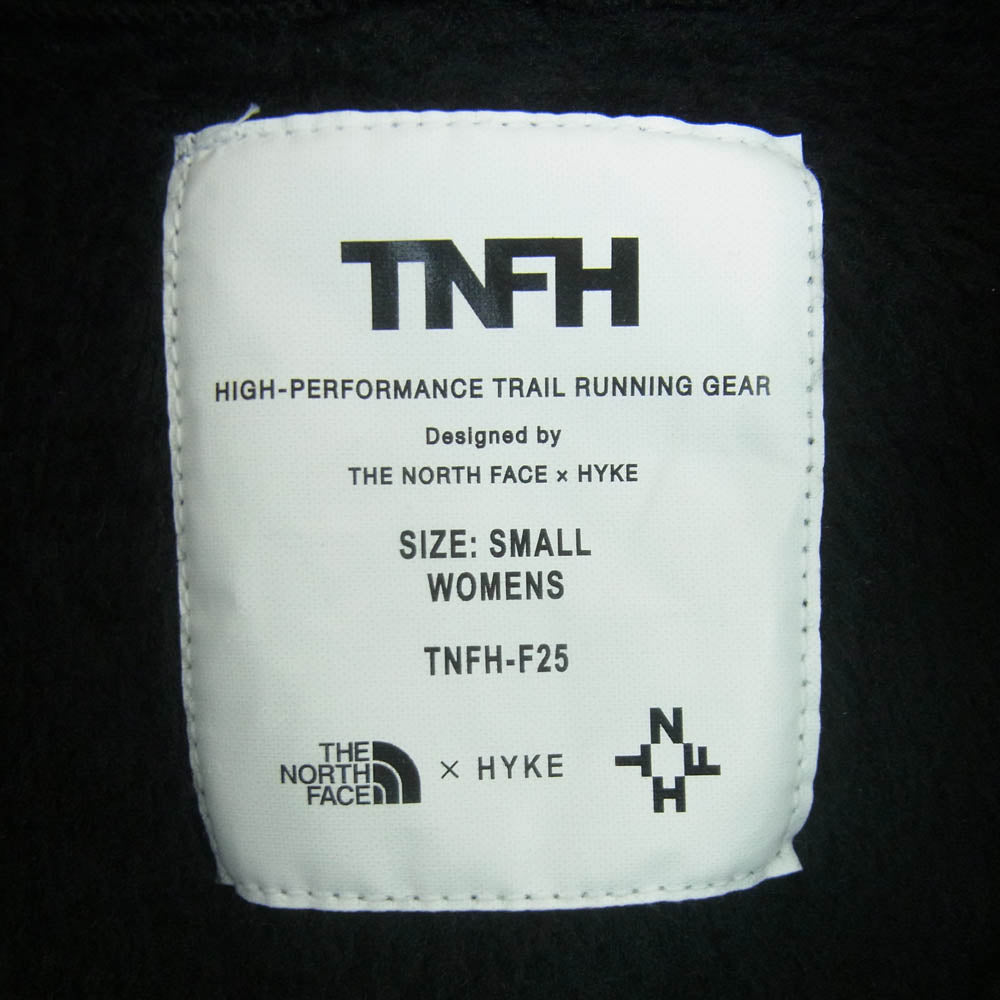 TNFH
HIGH-PERFORMANCE TRAIL RUNNING GEAR
Designed by
THE NORTH FACE × HYKE
SIZE: SMALL
WOMENS
TNFH-F25
THE
NORTH
FACE
× HYKE
N
T F
H